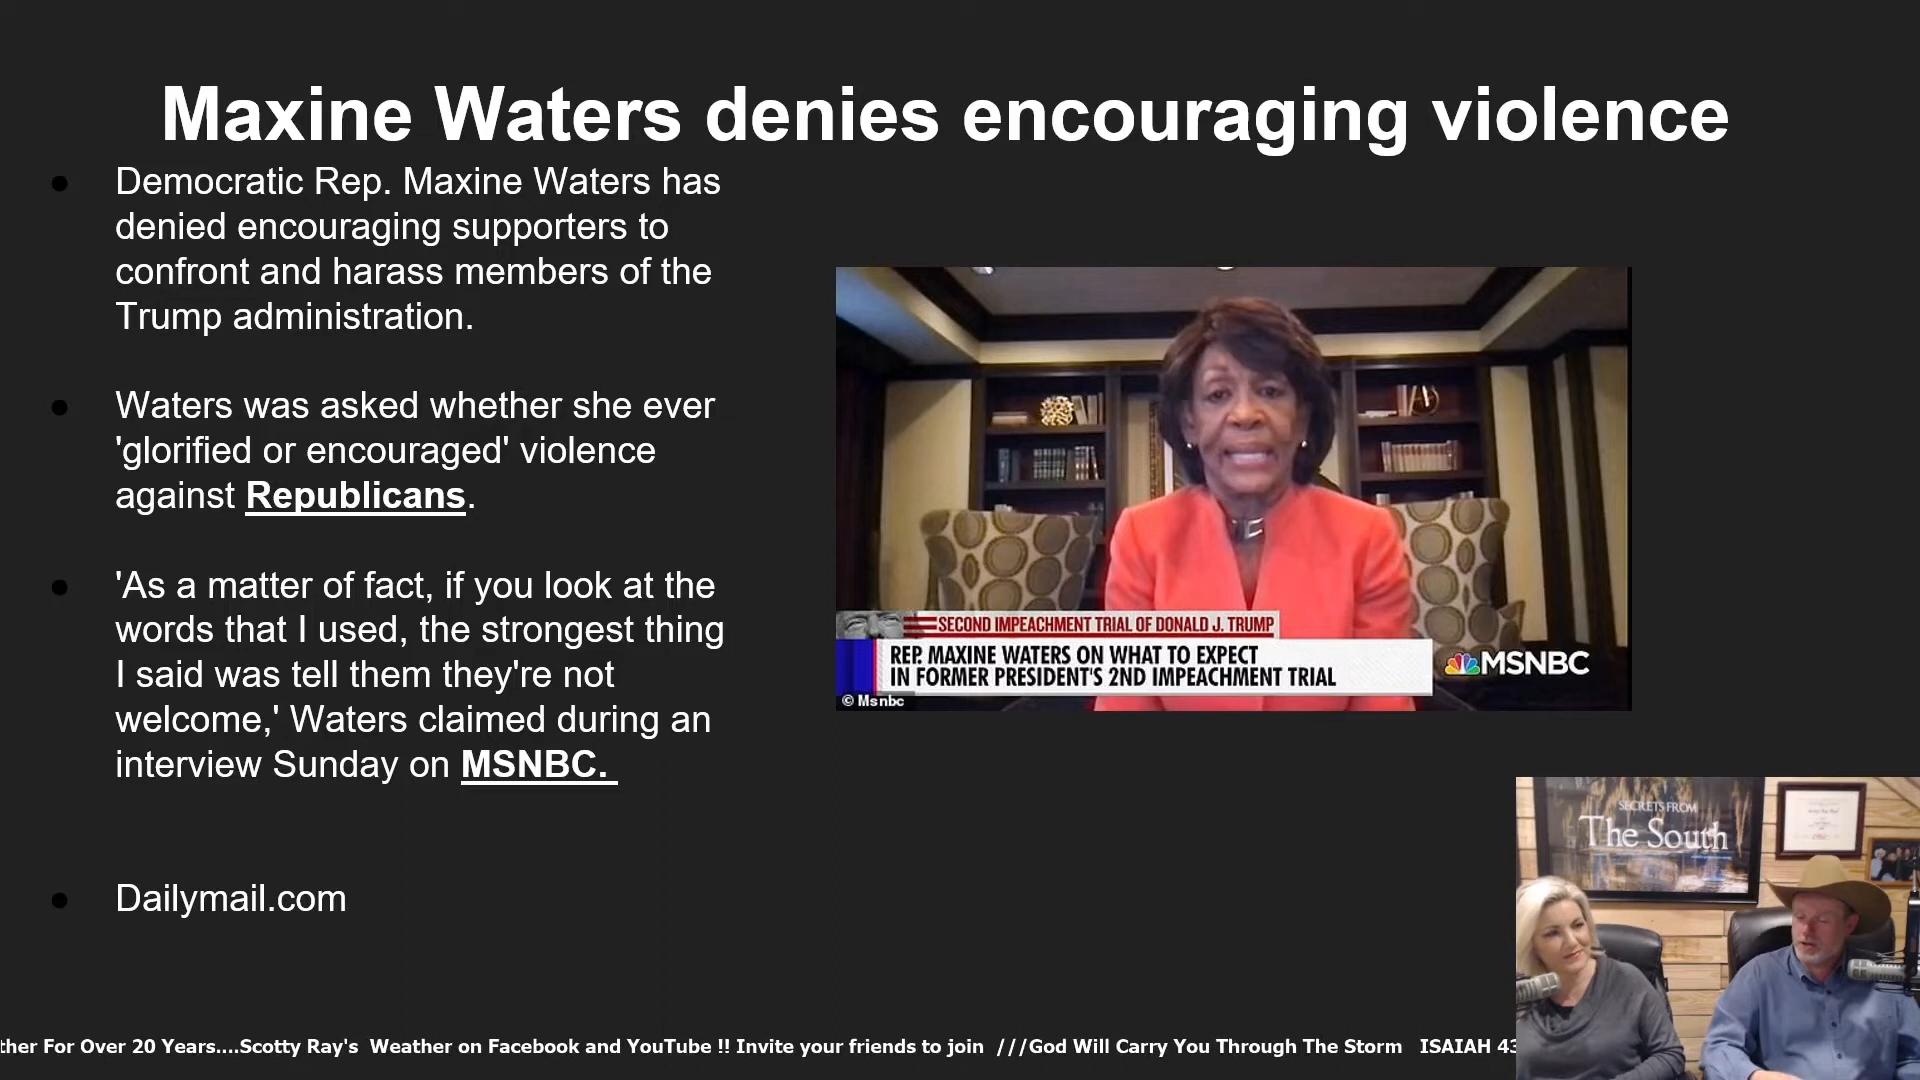 Maxine Waters denies encouraging violence
● Democratic Rep. Maxine Waters has
denied encouraging supporters to
confront and harass members of the
Trump administration.
● Waters was asked whether she ever
'glorified or encouraged' violence
against Republicans.
● 'As a matter of fact, if you look at the
words that I used, the strongest thing
I said was tell them they're not
welcome,' Waters claimed during an
interview Sunday on MSNBC.
● Dailymail.com
SECOND IMPEACHMENT TRIAL OF DONALD J. TRUMP
REP. MAXINE WATERS ON WHAT TO EXPECT
IN FORMER PRESIDENT'S 2ND IMPEACHMENT TRIAL
MSNBC
© Msnbc
SECRETS FROM
The South
ther For Over 20 Years....Scotty Ray's Weather on Facebook and YouTube !! Invite your friends to join ///God Will Carry You Through The Storm ISAIAH 43